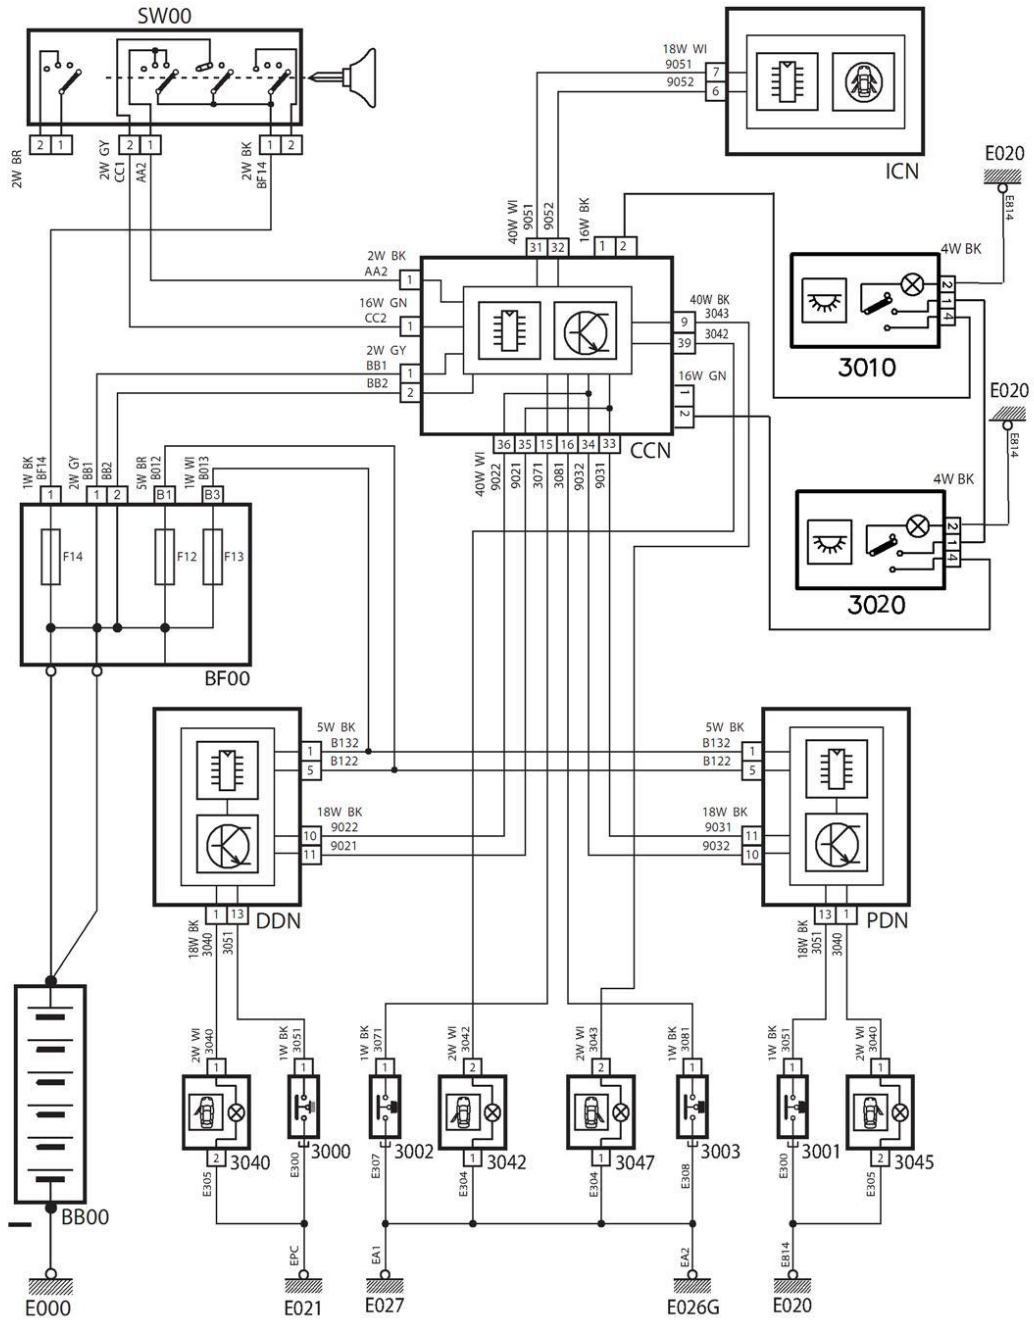 SW00
2 1
2 1
1 2
2W BR
2W GY
CC1
AA2
2W BK
BF14
18W WI
9051
9052
7
6
ICN
E020
E814
40W WI
9051
9052
16W BK
31 32
1 2
2W BK
AA2
1
16W GN
CC2
1
2W GY
BB1
1
BB2
2
40W BK
3043
9
3042
39
16W GN
1
2
CCN
36 35 15 16 34 33
40W WI
9022
9021
3071
3081
9032
9031
4W BK
2
1
4
3010
E020
E814
4W BK
2
1
4
3020
1W BK
BF14
2W GY
BB1
BB2
5W BR
B012
1W WI
B013
1
1 2
B1
B3
F14
F12
F13
BF00
5W BK
B132
1
B122
5
18W BK
9022
10
9021
11
1 13
DDN
18W BK
3040
3051
5W BK
B132
1
B122
5
18W BK
9031
11
9032
10
13 1
PDN
18W BK
3051
3040
2W WI
3040
1W BK
3051
1W BK
3071
2W WI
3042
2W WI
3043
1W BK
3081
1W BK
3051
2W WI
3040
1
1
1
2
2
1
1
1
2
3040
3000
3002
1
3042
1
3047
3003
3001
2
3045
E305
E300
E307
E304
E304
E308
E300
E305
BB00
EPC
EA1
EA2
E814
E000
E021
E027
E026G
E020